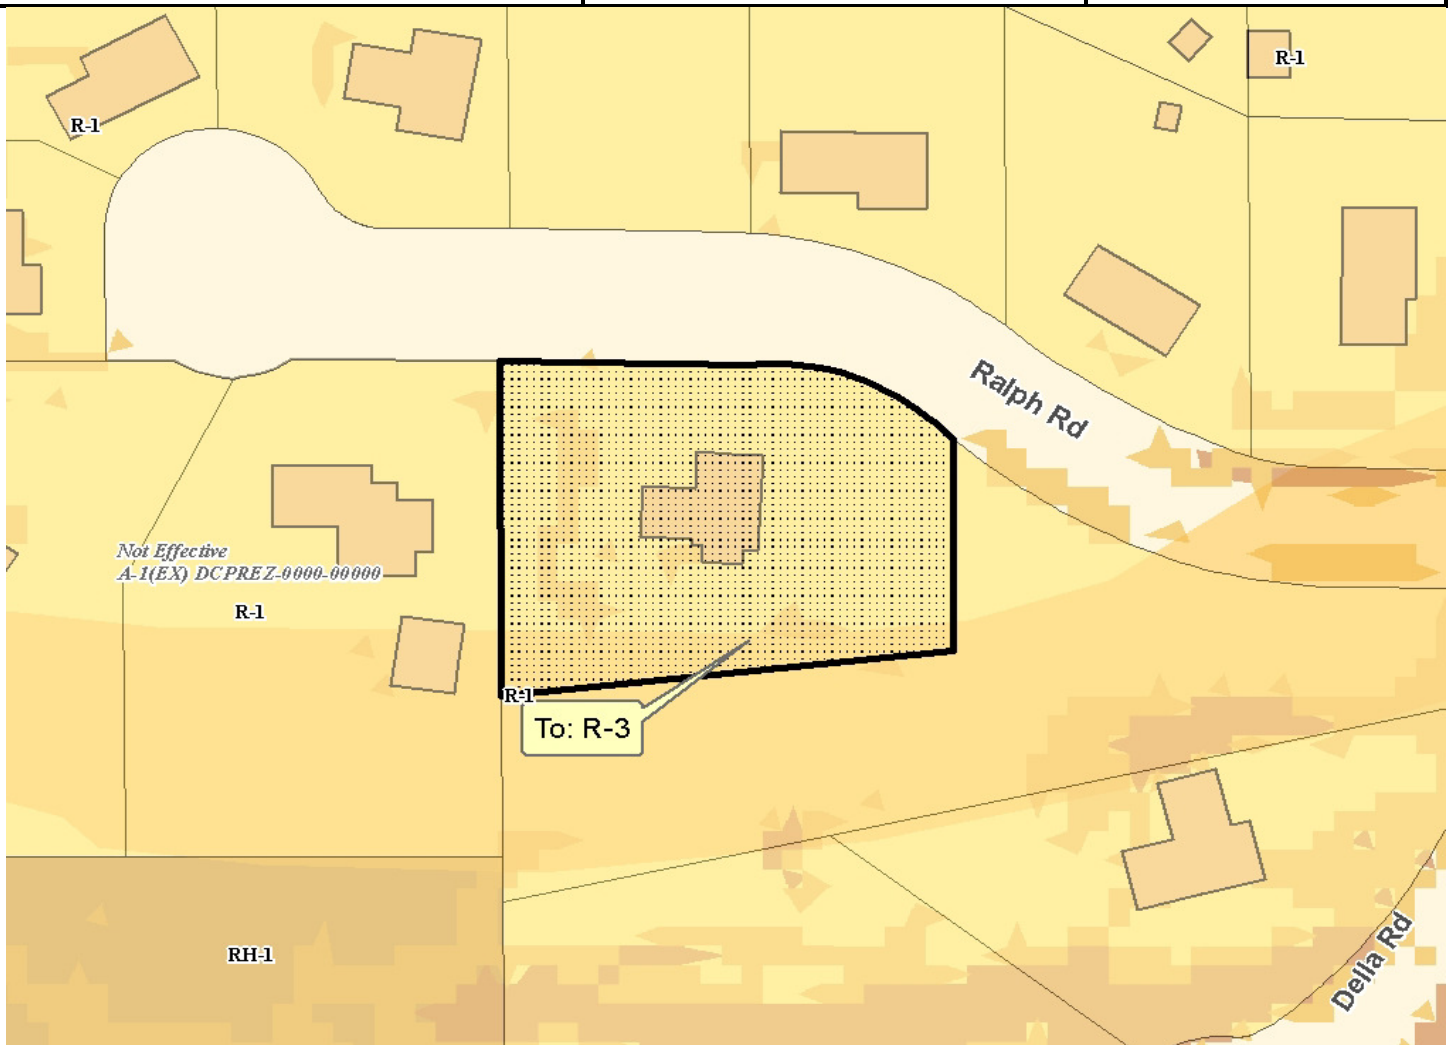 R-1
R-1
Ralph Rd
Not Effective
A-1(EX) DCPREZ-0000-00000
R-1
R-1
To: R-3
RH-1
Della Rd